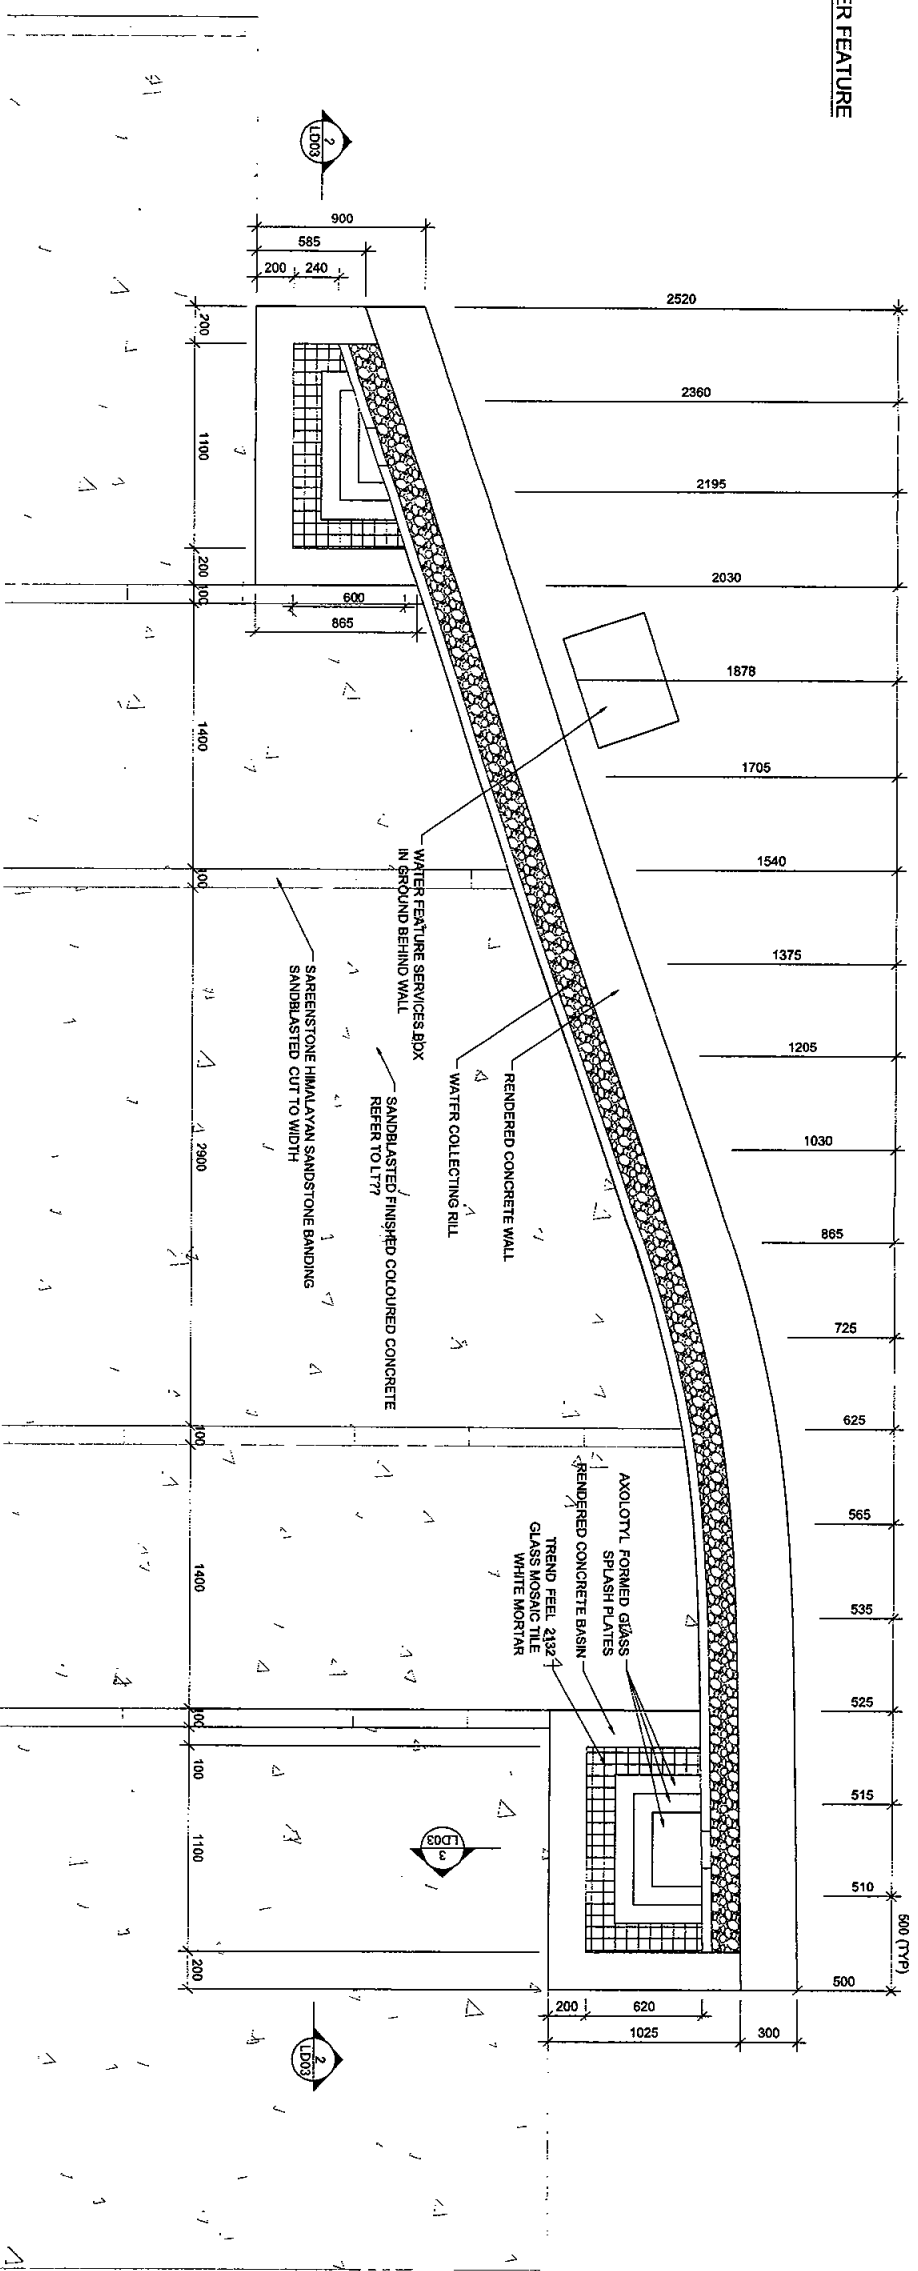 ER FEATURE
2
LD03
900
585
200
240
2520
2360
2195
2030
1878
1705
1540
1375
1205
1030
865
725
625
565
535
525
515
510
500
500 (TYP)
200
1100
200
100
600
865
1400
100
2900
100
1400
100
100
1100
200
WATER FEATURE SERVICES BOX
IN GROUND BEHIND WALL
SAREENSTONE HIMALAYAN SANDSTONE BANDING
SANDBLASTED CUT TO WIDTH
SANDBLASTED FINISHED COLOURED CONCRETE
REFER TO LT??
WATER COLLECTING RILL
RENDERED CONCRETE WALL
AXOLOTYL FORMED GLASS
SPLASH PLATES
RENDERED CONCRETE BASIN
TREND FEEL 2132
GLASS MOSAIC TILE
WHITE MORTAR
3
LD03
200
620
1025
300
2
LD03